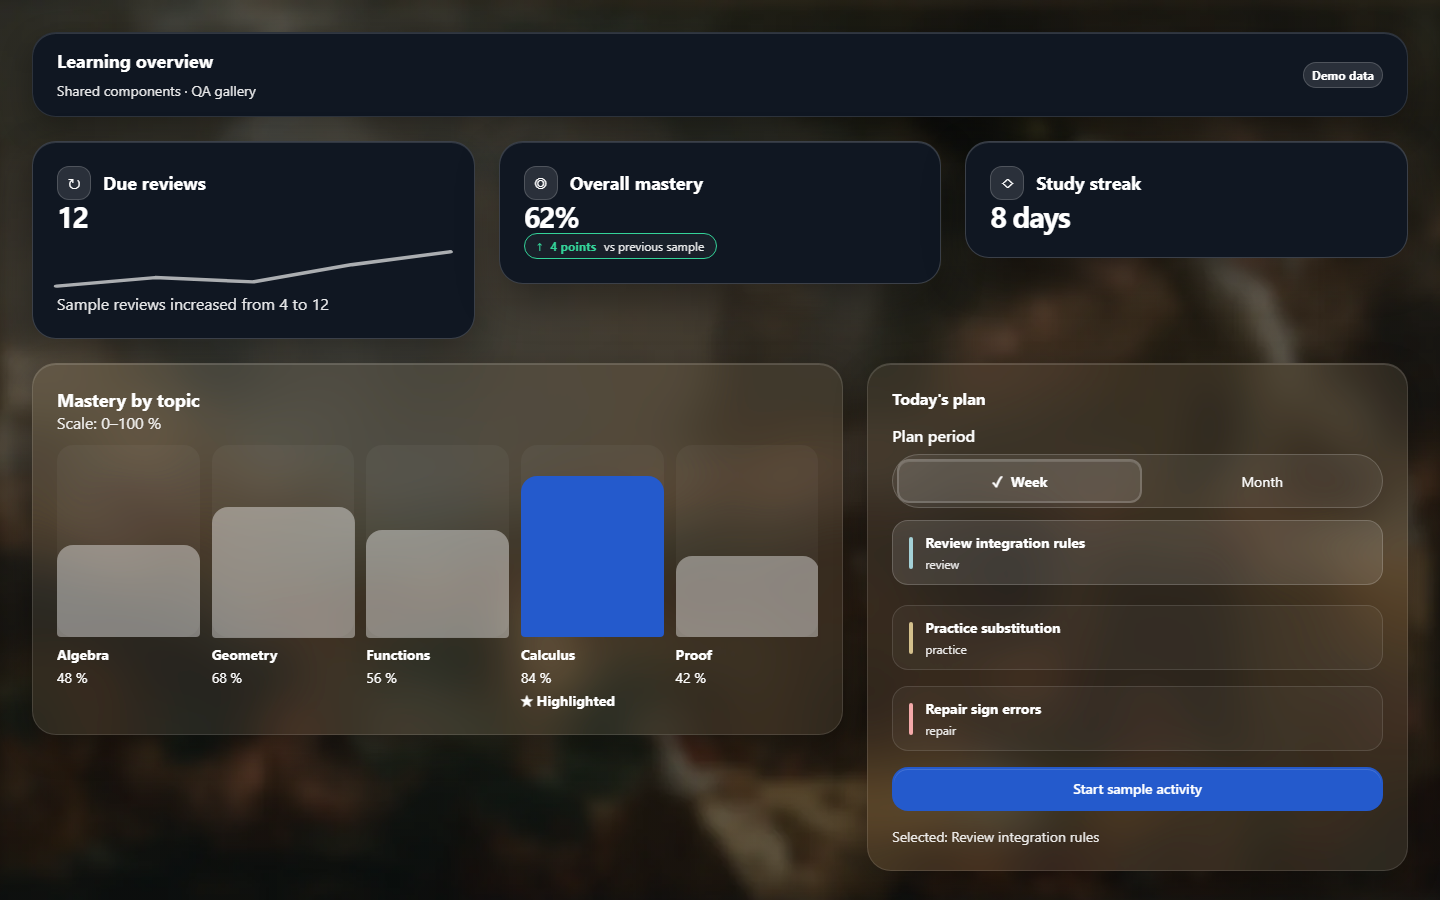 Learning overview
Shared components · QA gallery
Demo data
Due reviews
12
Sample reviews increased from 4 to 12
Overall mastery
62%
↑ 4 points vs previous sample
Study streak
8 days
Mastery by topic
Scale: 0–100 %
Algebra
48 %
Geometry
68 %
Functions
56 %
Calculus
84 %
★ Highlighted
Proof
42 %
Today's plan
Plan period
✓ Week
Month
Review integration rules
review
Practice substitution
practice
Repair sign errors
repair
Start sample activity
Selected: Review integration rules